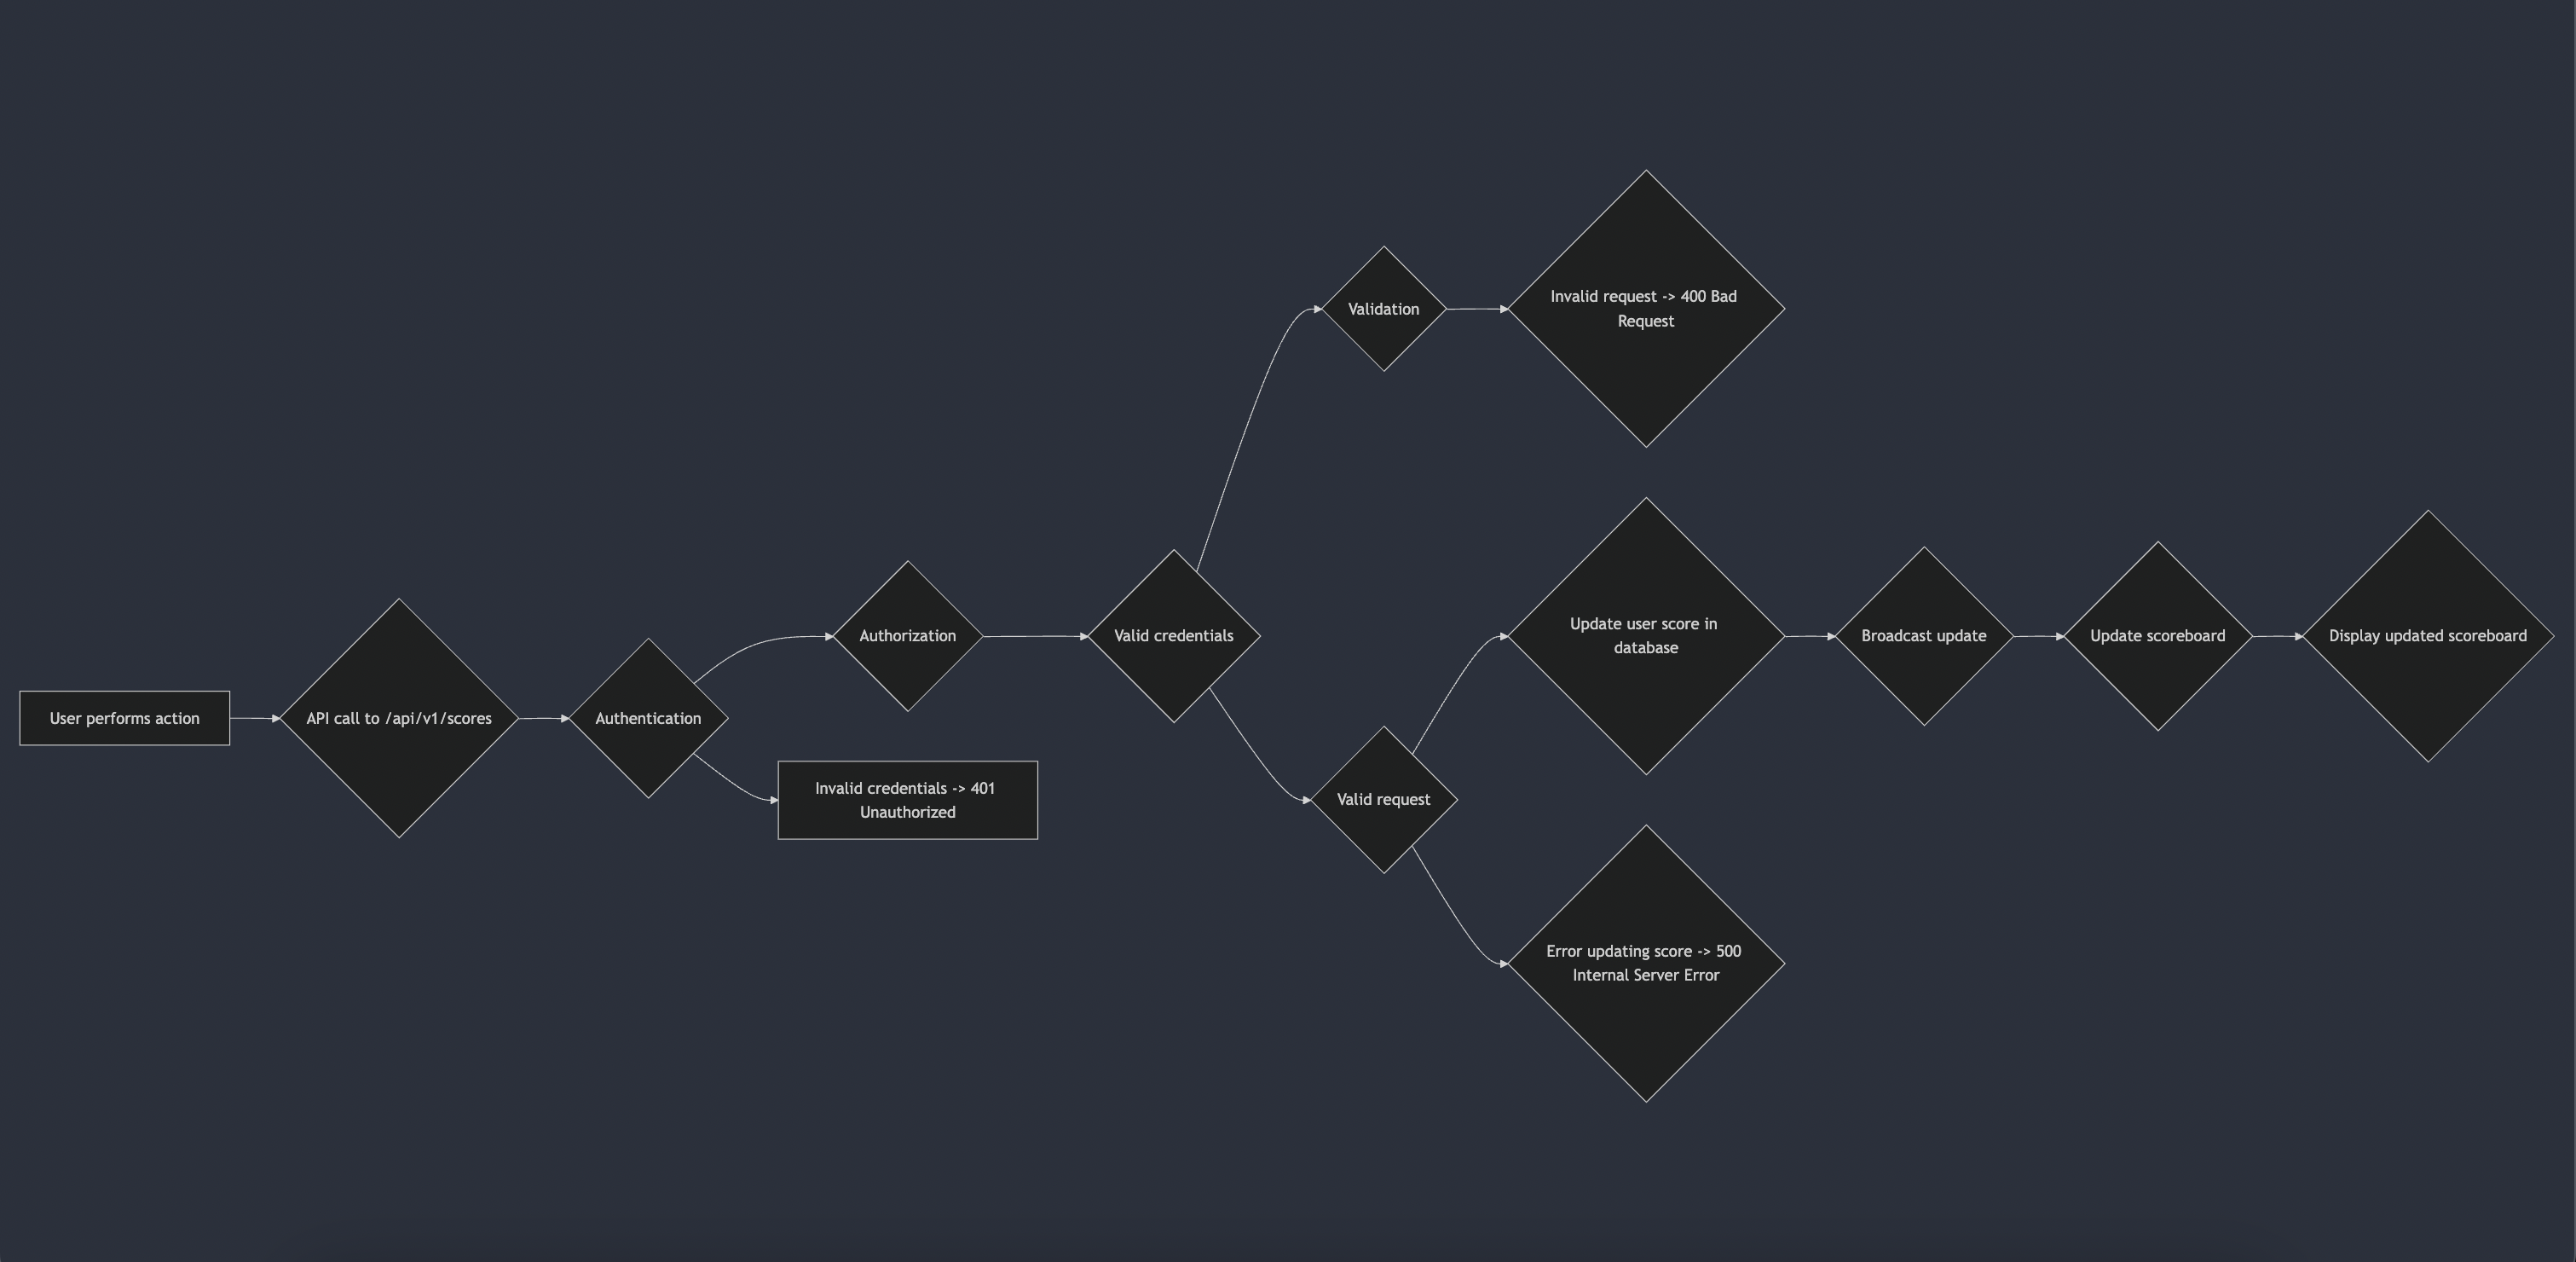 User performs action
API call to /api/v1/scores
Authentication
Authorization
Invalid credentials -> 401
Unauthorized
Valid credentials
Validation
Invalid request -> 400 Bad
Request
Valid request
Update user score in
database
Error updating score -> 500
Internal Server Error
Broadcast update
Update scoreboard
Display updated scoreboard